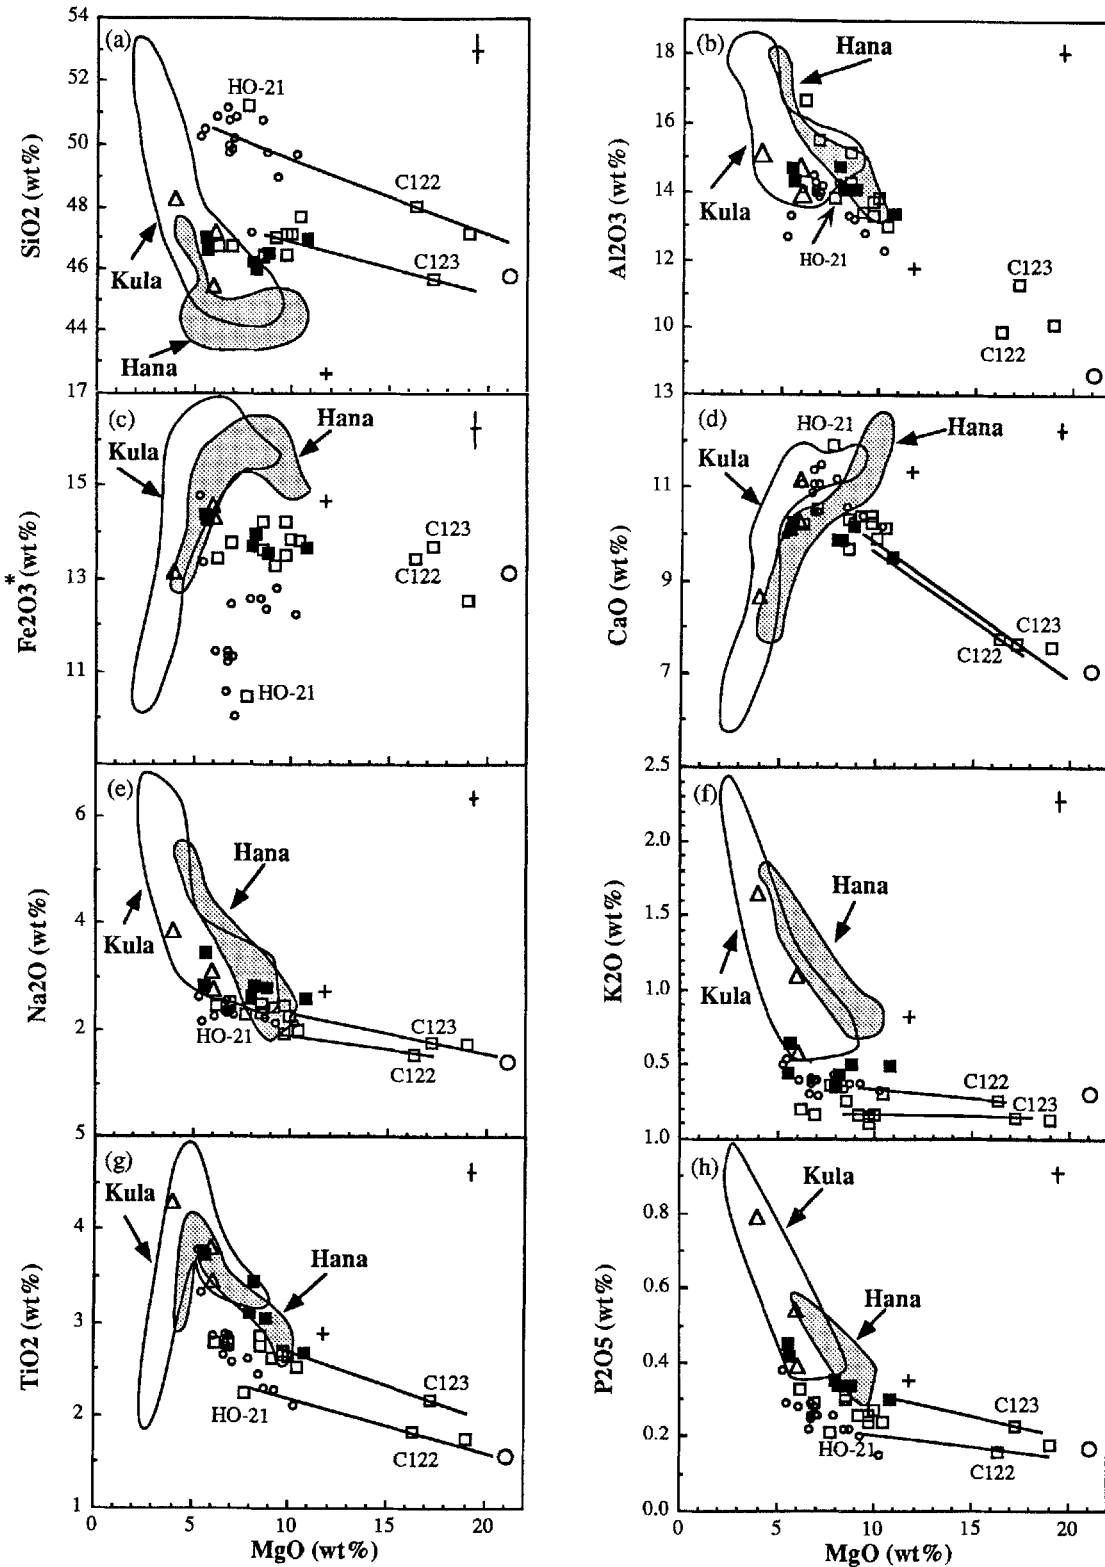 (a)
HO-21
C122
C123
Kula
Hana
SiO2 (wt%)
54
52
50
48
46
44
17
(b)
Hana
Kula
HO-21
C123
C122
Al2O3 (wt%)
18
16
14
12
10
13
(c)
Kula
Hana
C123
C122
HO-21
Fe2O3* (wt%)
15
13
11
(d)
HO-21
Hana
Kula
C123
C122
CaO (wt%)
11
9
7
2.5
(e)
Hana
Kula
HO-21
C123
C122
Na2O (wt%)
6
4
2
5
(f)
Hana
Kula
C122
C123
K2O (wt%)
2.0
1.5
1.0
0.5
1.0
(g)
Kula
Hana
C123
HO-21
C122
TiO2 (wt%)
4
3
2
1
0 5 10 15 20
MgO (wt%)
(h)
Kula
Hana
C123
HO-21
C122
P2O5 (wt%)
0.8
0.6
0.4
0.2
0.0
0 5 10 15 20
MgO (wt%)